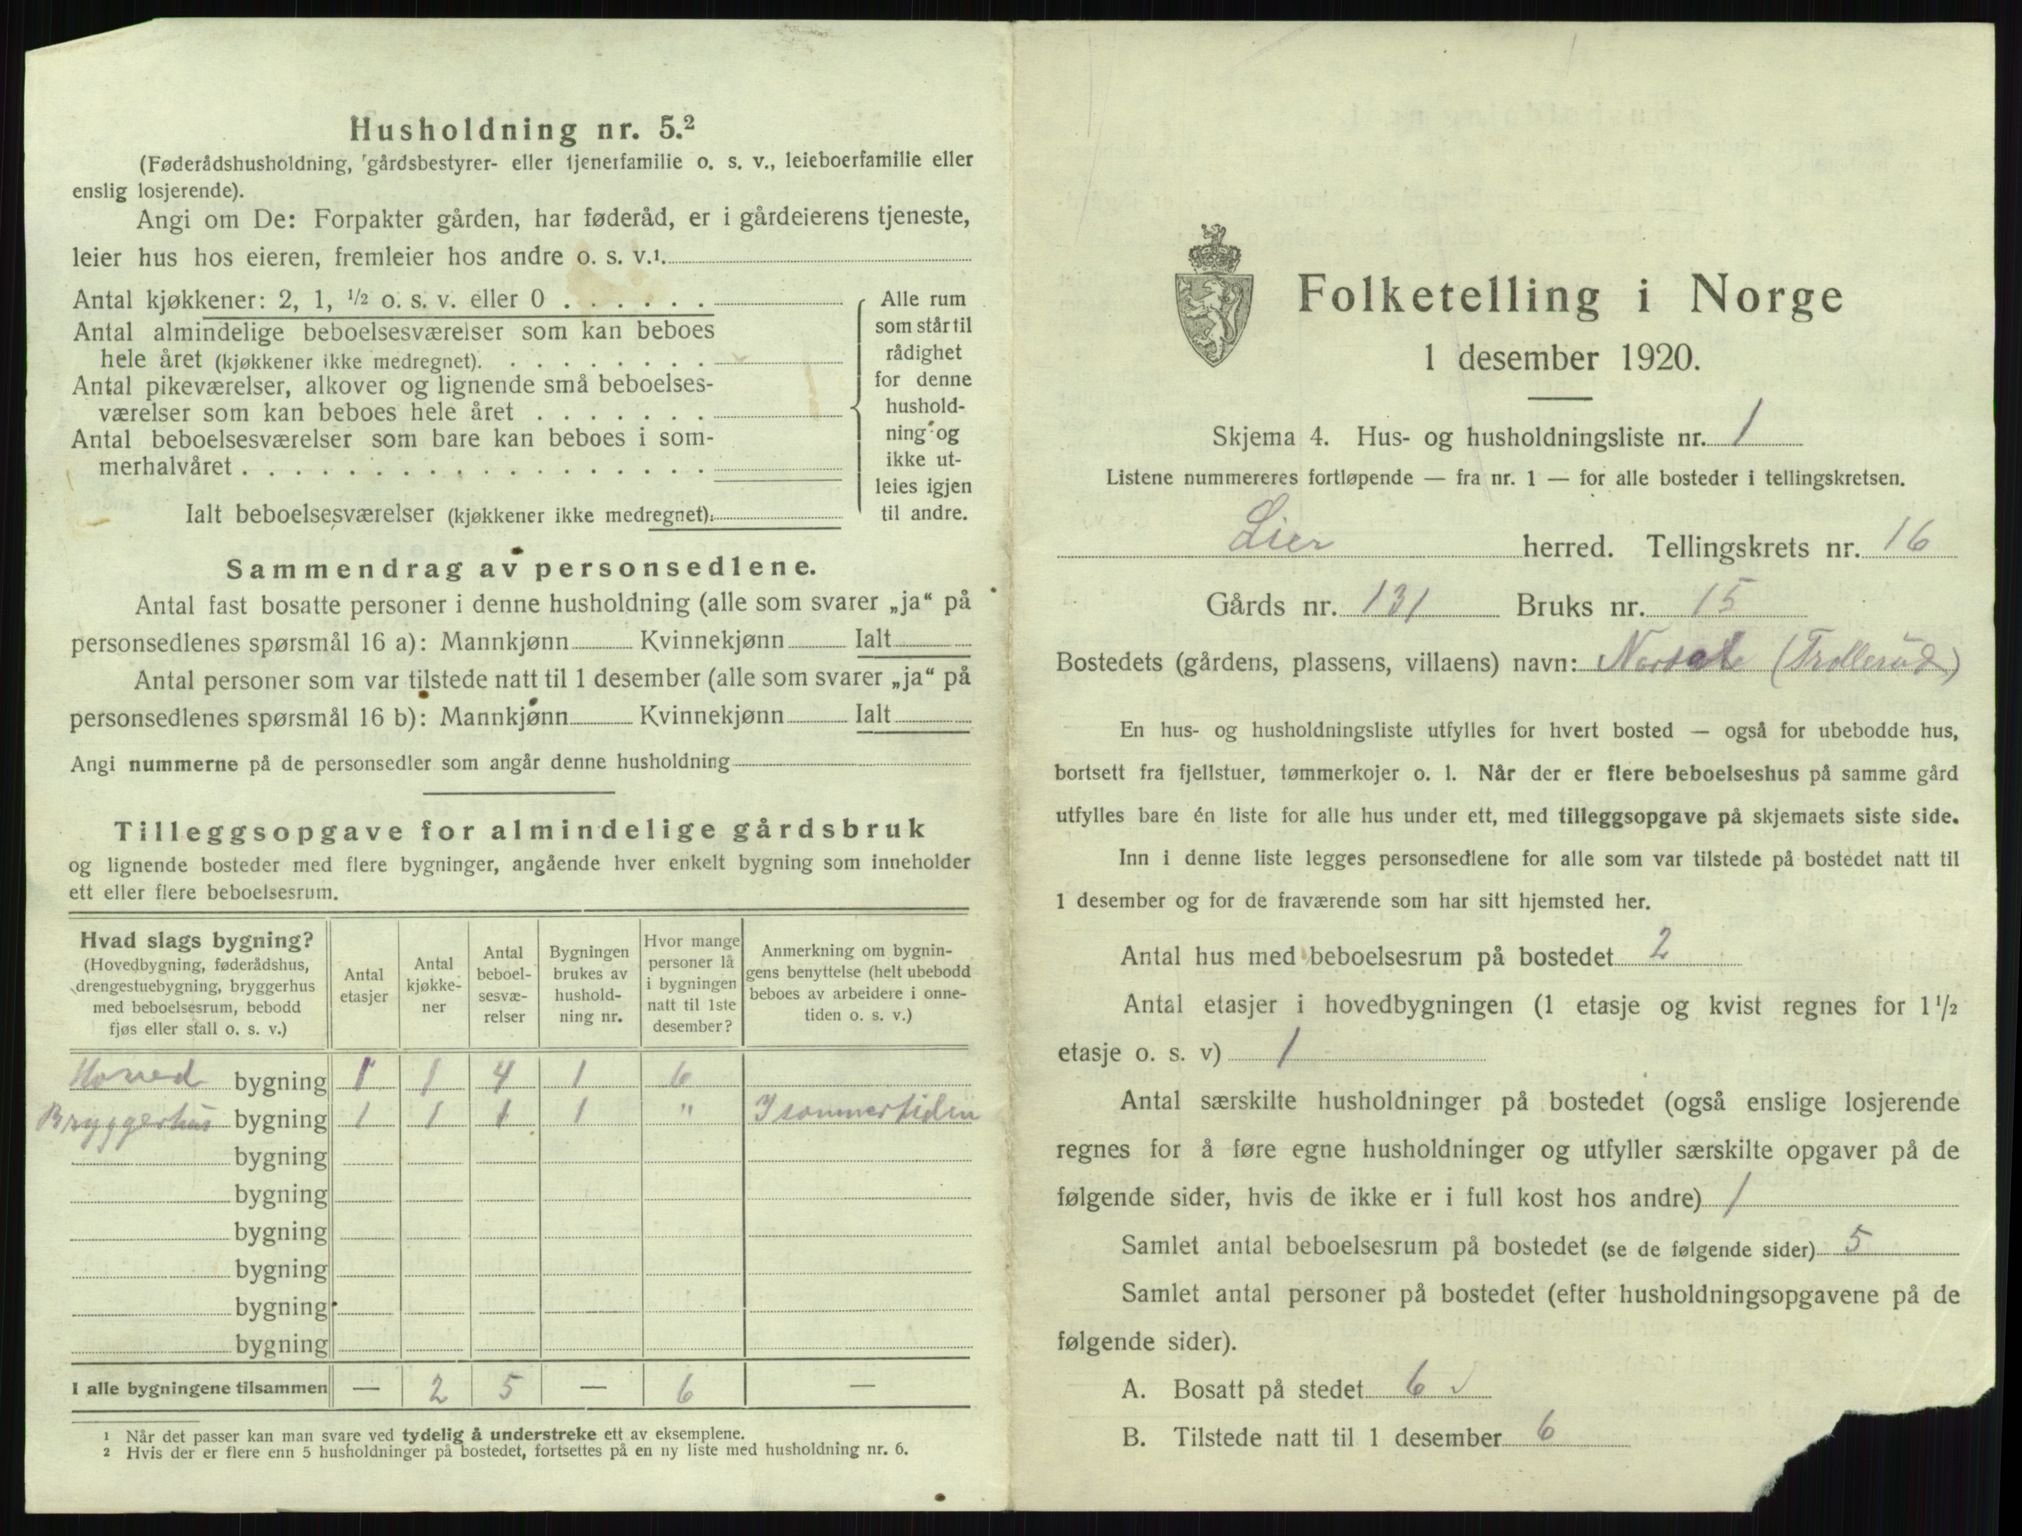 Husholdning nr. 5.²
(Føderådshusholdning, gårdsbestyrer- eller tjenerfamilie o. s. v., leieboerfamilie eller
enslig losjerende).
Angi om De: Forpakter gården, har føderåd, er i gårdeierens tjeneste,
leier hus hos eieren, fremleier hos andre o. s. v.¹
Antal kjøkkener: 2, 1, ½ o. s. v. eller 0 . . . . . .
Antal almindelige beboelsesværelser som kan beboes
hele året (kjøkkener ikke medregnet). . . . . . . . .
Antal pikeværelser, alkover og lignende små beboelses-
værelser som kan beboes hele året . . . . . . .
Antal beboelsesværelser som bare kan beboes i som-
merhalvåret . . . . . . . . . . . . . . . . . .
Ialt beboelsesværelser (kjøkkener ikke medregnet):
Alle rum
som står til
rådighet
for denne
hushold-
ning og
ikke ut-
leies igjen
til andre.
Sammendrag av personsedlene.
Antal fast bosatte personer i denne husholdning (alle som svarer „ja“ på
personsedlenes spørsmål 16 a): Mannkjønn Kvinnekjønn Ialt
Antal personer som var tilstede natt til 1 desember (alle som svarer „ja“ på
personsedlenes spørsmål 16 b): Mannkjønn Kvinnekjønn Ialt
Angi nummerne på de personsedler som angår denne husholdning
Tilleggsopgave for almindelige gårdsbruk
og lignende bosteder med flere bygninger, angående hver enkelt bygning som inneholder
ett eller flere beboelsesrum.
Hvad slags bygning?
(Hovedbygning, føderådshus,
drengestuebygning, bryggerhus
med beboelsesrum, bebodd
fjøs eller stall o. s. v.)
Antal
etasjer
Antal
kjøkke-
ner
Antal
beboel-
sesvæ-
relser
Bygningen
brukes av
hushold-
ning nr.
Hvor mange
personer lå
i bygningen
natt til 1ste
desember?
Anmerkning om bygnin-
gens benyttelse (helt ubebodd
beboes av arbeidere i onne-
tiden o. s. v.)
Hoved bygning 1 1 4 1 6
Bryggerhus bygning 1 1 1 1 " I sommertiden
bygning
bygning
bygning
bygning
bygning
bygning
I alle bygningene tilsammen — 2 5 — 6 —
¹ Når det passer kan man svare ved tydelig å understreke ett av eksemplene.
² Hvis der er flere enn 5 husholdninger på bostedet, fortsettes på en ny liste med husholdning nr. 6.
Folketelling i Norge
1 desember 1920.
Skjema 4. Hus- og husholdningsliste nr. 1
Listene nummereres fortløpende — fra nr. 1 — for alle bosteder i tellingskretsen.
Lier herred. Tellingskrets nr. 16
Gårds nr. 131 Bruks nr. 15
Bostedets (gårdens, plassens, villaens) navn: (Trollerud)
En hus- og husholdningsliste utfylles for hvert bosted — også for ubebodde hus,
bortsett fra fjellstuer, tømmerkojer o. l. Når der er flere beboelseshus på samme gård
utfylles bare én liste for alle hus under ett, med tilleggsopgave på skjemaets siste side.
Inn i denne liste legges personsedlene for alle som var tilstede på bostedet natt til
1 desember og for de fraværende som har sitt hjemsted her.
Antal hus med beboelsesrum på bostedet 2
Antal etasjer i hovedbygningen (1 etasje og kvist regnes for 1½
etasje o. s. v) 1
Antal særskilte husholdninger på bostedet (også enslige losjerende
regnes for å føre egne husholdninger og utfyller særskilte opgaver på de
følgende sider, hvis de ikke er i full kost hos andre) 1
Samlet antal beboelsesrum på bostedet (se de følgende sider) 5
Samlet antal personer på bostedet (efter husholdningsopgavene på de
følgende sider).
A. Bosatt på stedet 6 √
B. Tilstede natt til 1 desember 6